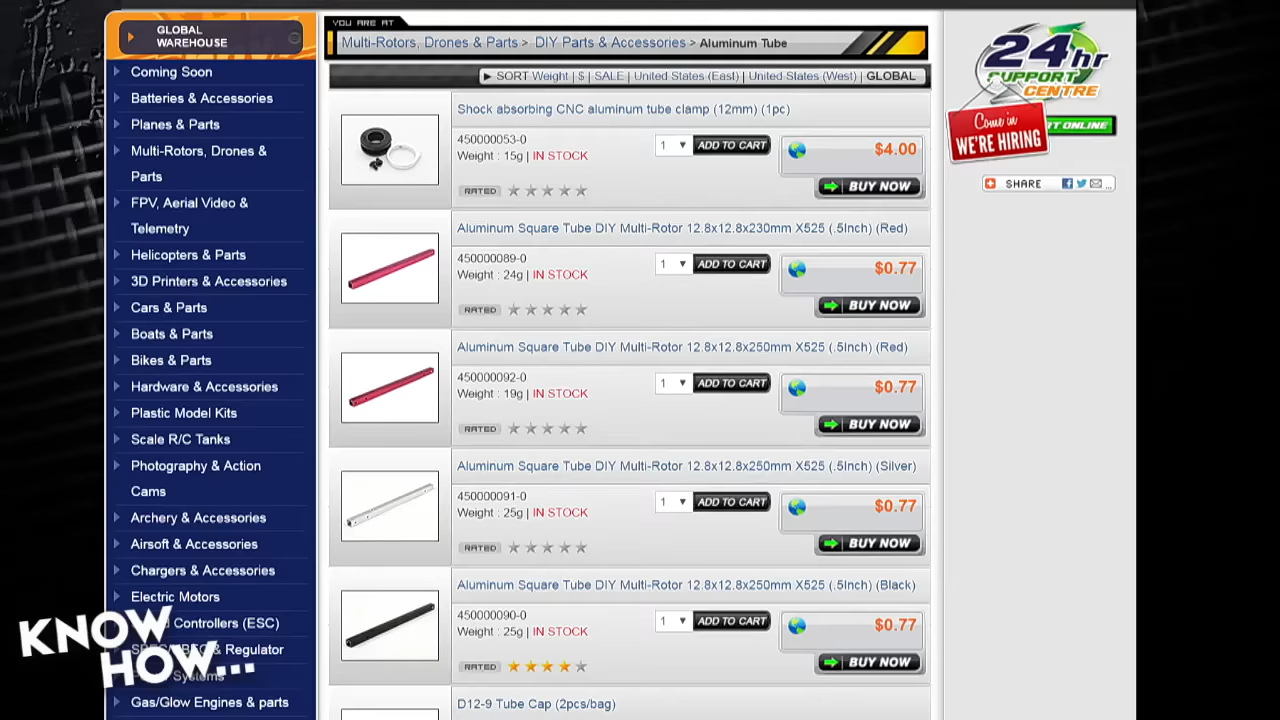 GLOBAL
WAREHOUSE
Coming Soon
Batteries & Accessories
Planes & Parts
Multi-Rotors, Drones &
Parts
FPV, Aerial Video &
Telemetry
Helicopters & Parts
3D Printers & Accessories
Cars & Parts
Boats & Parts
Bikes & Parts
Hardware & Accessories
Plastic Model Kits
Scale R/C Tanks
Photography & Action
Cams
Archery & Accessories
Airsoft & Accessories
Chargers & Accessories
Electric Motors
Controllers (ESC)
& Regulator
Systems
Gas/Glow Engines & parts
KNOW
HOW...
YOU ARE AT
Multi-Rotors, Drones & Parts > DIY Parts & Accessories > Aluminum Tube
SORT Weight | $ | SALE | United States (East) | United States (West) | GLOBAL
Shock absorbing CNC aluminum tube clamp (12mm) (1pc)
450000053-0
Weight : 15g | IN STOCK
1 ADD TO CART
$4.00
BUY NOW
RATED
Aluminum Square Tube DIY Multi-Rotor 12.8x12.8x230mm X525 (.5Inch) (Red)
450000089-0
Weight : 24g | IN STOCK
1 ADD TO CART
$0.77
BUY NOW
RATED
Aluminum Square Tube DIY Multi-Rotor 12.8x12.8x250mm X525 (.5Inch) (Red)
450000092-0
Weight : 19g | IN STOCK
1 ADD TO CART
$0.77
BUY NOW
RATED
Aluminum Square Tube DIY Multi-Rotor 12.8x12.8x250mm X525 (.5Inch) (Silver)
450000091-0
Weight : 25g | IN STOCK
1 ADD TO CART
$0.77
BUY NOW
RATED
Aluminum Square Tube DIY Multi-Rotor 12.8x12.8x250mm X525 (.5Inch) (Black)
450000090-0
Weight : 25g | IN STOCK
1 ADD TO CART
$0.77
BUY NOW
RATED
D12-9 Tube Cap (2pcs/bag)
24hr
SUPPORT
CENTRE
Come in
WE'RE HIRING
RT ONLINE
SHARE